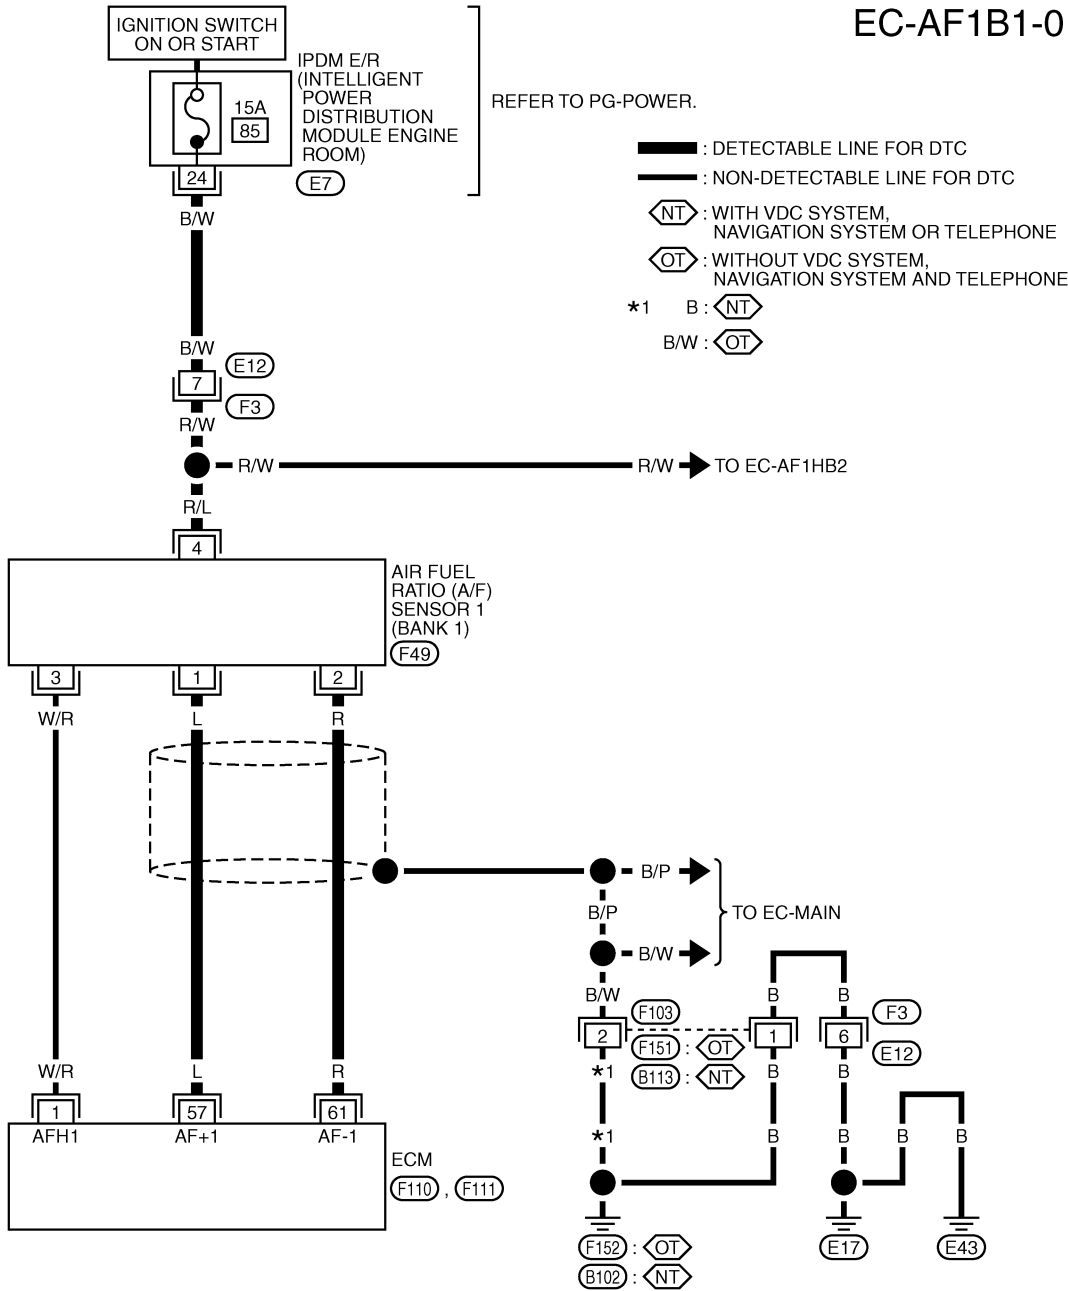 EC-AF1B1-0
IGNITION SWITCH
ON OR START
IPDM E/R
(INTELLIGENT
POWER
DISTRIBUTION
MODULE ENGINE
ROOM)
E7
15A
85
24
REFER TO PG-POWER.
: DETECTABLE LINE FOR DTC
: NON-DETECTABLE LINE FOR DTC
NT : WITH VDC SYSTEM,
NAVIGATION SYSTEM OR TELEPHONE
OT : WITHOUT VDC SYSTEM,
NAVIGATION SYSTEM AND TELEPHONE
*1 B : NT
B/W : OT
B/W
B/W
E12
7
F3
R/W
R/W R/W TO EC-AF1HB2
R/L
4
AIR FUEL
RATIO (A/F)
SENSOR 1
(BANK 1)
F49
3 1 2
W/R L R
B/P
B/P TO EC-MAIN
B/W
B/W B B
F103 F3
2 1 6
F151 : OT E12
B113 : NT
*1 B B
W/R L R
1 57 61
AFH1 AF+1 AF-1
*1 B B B B
ECM
F110 , F111
F152 : OT E17 E43
B102 : NT